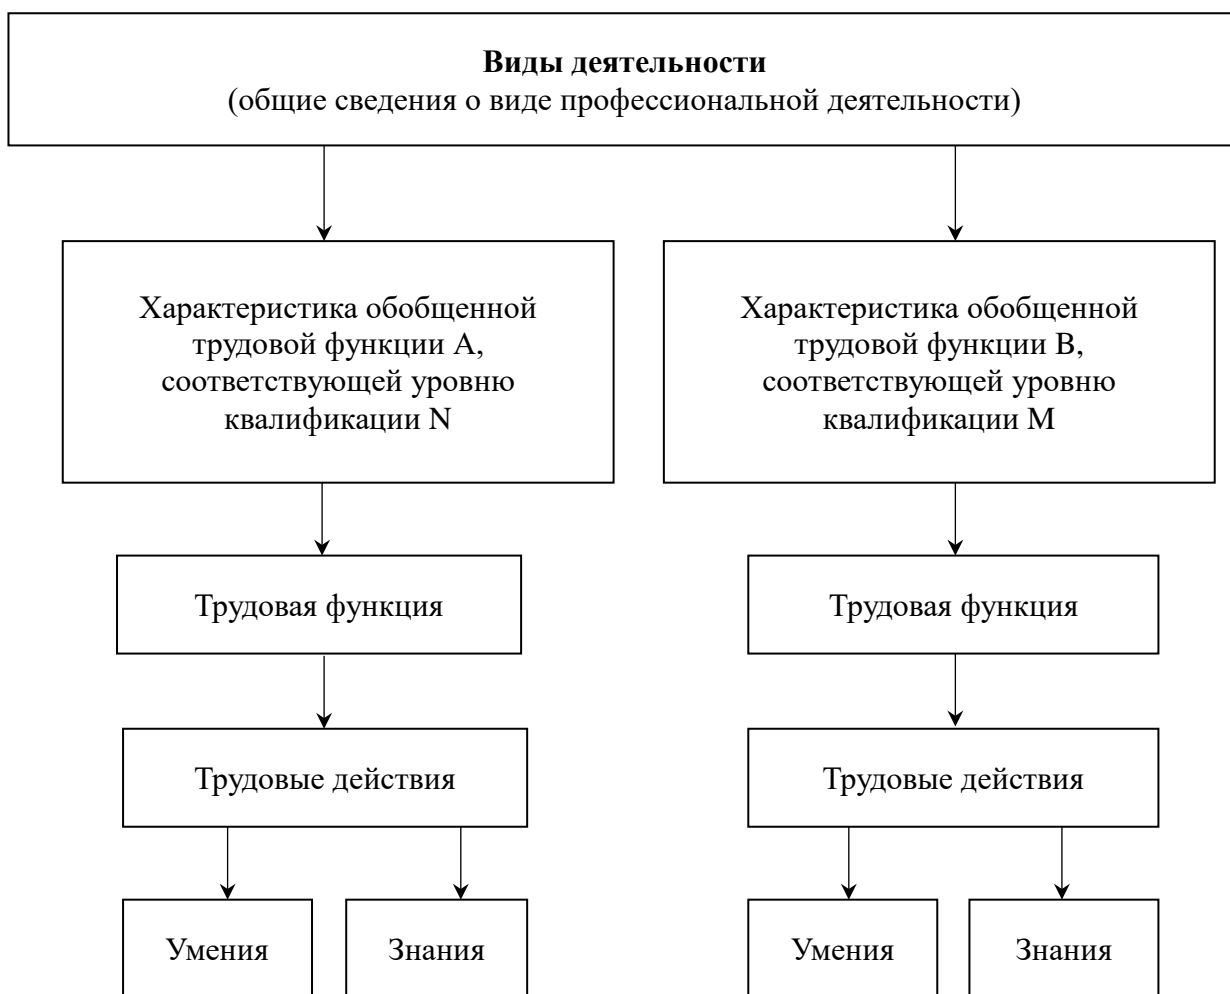 Виды деятельности
(общие сведения о виде профессиональной деятельности)
Характеристика обобщенной
трудовой функции А,
соответствующей уровню
квалификации N
Характеристика обобщенной
трудовой функции В,
соответствующей уровню
квалификации М
Трудовая функция
Трудовая функция
Трудовые действия
Трудовые действия
Умения
Знания
Умения
Знания